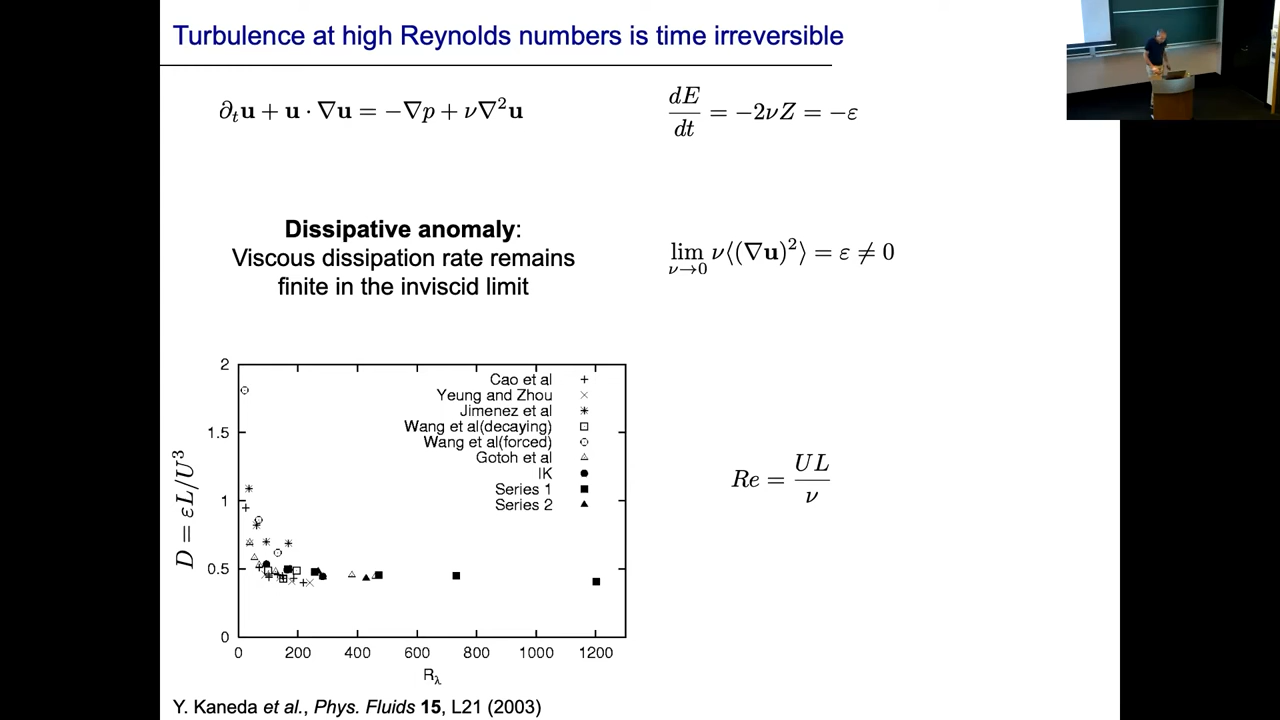 Turbulence at high Reynolds numbers is time irreversible
∂ₜ𝐮 + 𝐮 · ∇𝐮 = −∇p + ν∇²𝐮
dE/dt = −2νZ = −ε
Dissipative anomaly:
Viscous dissipation rate remains
finite in the inviscid limit
lim ν→0 ν⟨(∇𝐮)²⟩ = ε ≠ 0
2
1.5
1
0.5
0
D = εL/U³
Cao et al
Yeung and Zhou
Jimenez et al
Wang et al(decaying)
Wang et al(forced)
Gotoh et al
IK
Series 1
Series 2
0 200 400 600 800 1000 1200
R_λ
Re = UL/ν
Y. Kaneda et al., Phys. Fluids 15, L21 (2003)